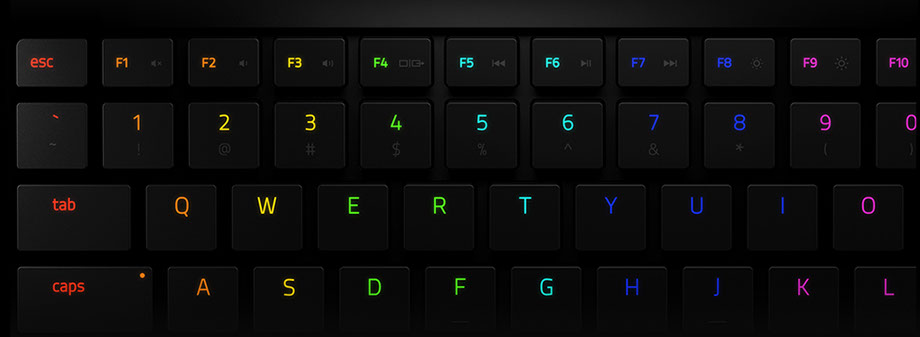 esc F1 F2 F3 F4 F5 F6 F7 F8 F9 F10
` 1 2 3 4 5 6 7 8 9 0
~ ! @ # $ % ^ & * ( )
tab Q W E R T Y U I O
caps A S D F G H J K L